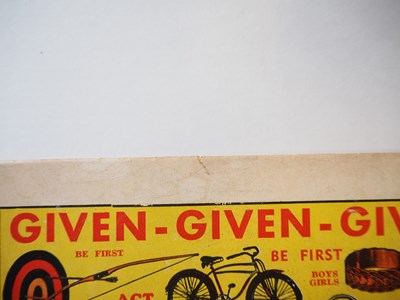 GIVEN - GIVEN - GIV
BE FIRST
BE FIRST
BOYS
GIRLS
ACT